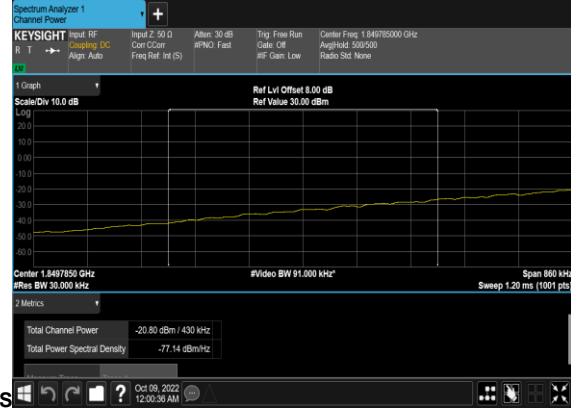 Spectrum Analyzer 1
Channel Power
KEYSIGHT
R T
Input: RF
Coupling: DC
Align: Auto
Input Z: 50 Ω
Corr CCorr
Freq Ref: Int (S)
Atten: 30 dB
#PNO: Fast
Trig: Free Run
Gate: Off
#IF Gain: Low
Center Freq: 1.849785000 GHz
Avg|Hold: 500/500
Radio Std: None
LXI
1 Graph
Scale/Div 10.0 dB
Ref Lvl Offset 8.00 dB
Ref Value 30.00 dBm
Log
20.0
10.0
0.00
-10.0
-20.0
-30.0
-40.0
-50.0
-60.0
Center 1.8497850 GHz
#Video BW 91.000 kHz*
Span 860 kHz
#Res BW 30.000 kHz
Sweep 1.20 ms (1001 pts)
2 Metrics
Total Channel Power -20.80 dBm / 430 kHz
Total Power Spectral Density -77.14 dBm/Hz
S
?
Oct 09, 2022
12:00:36 AM